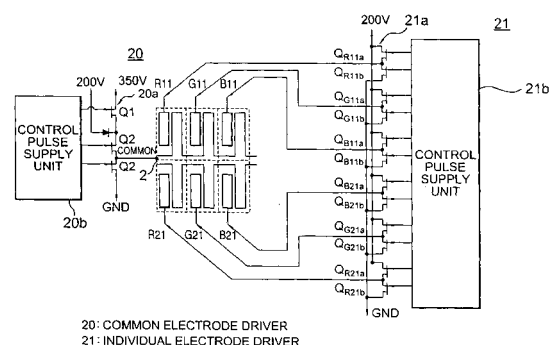 20
21
200V
21a
350V
200V
20a
R11
G11
B11
QR11a
QR11b
Q1
QG11a
QG11b
21b
CONTROL PULSE SUPPLY UNIT
Q2
COMMON
2
Q2
QB11a
QB11b
CONTROL PULSE SUPPLY UNIT
QB21a
QB21b
20b
GND
QG21a
QG21b
R21
G21
B21
QR21a
QR21b
GND
20: COMMON ELECTRODE DRIVER
21: INDIVIDUAL ELECTRODE DRIVER